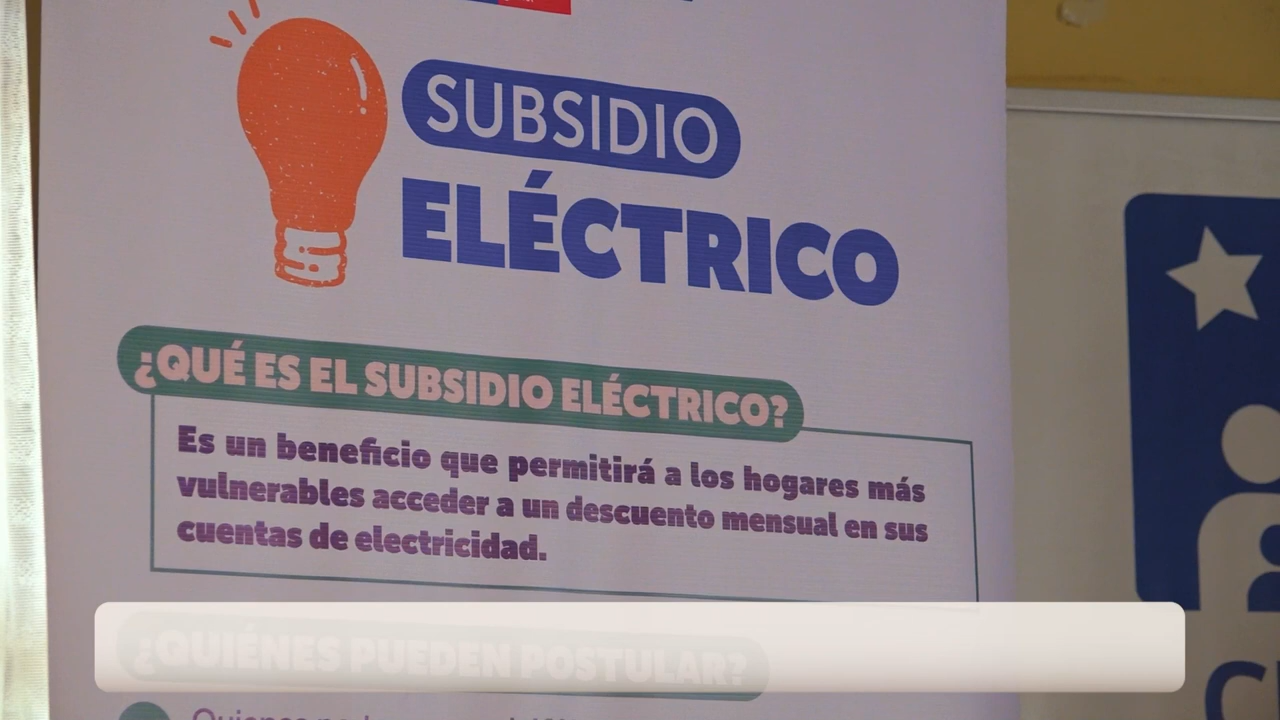 SUBSIDIO
ELÉCTRICO
¿QUÉ ES EL SUBSIDIO ELÉCTRICO?
Es un beneficio que permitirá a los hogares más
vulnerables acceder a un descuento mensual en sus
cuentas de electricidad.
¿QUIÉNES PUEDEN POSTULAR?